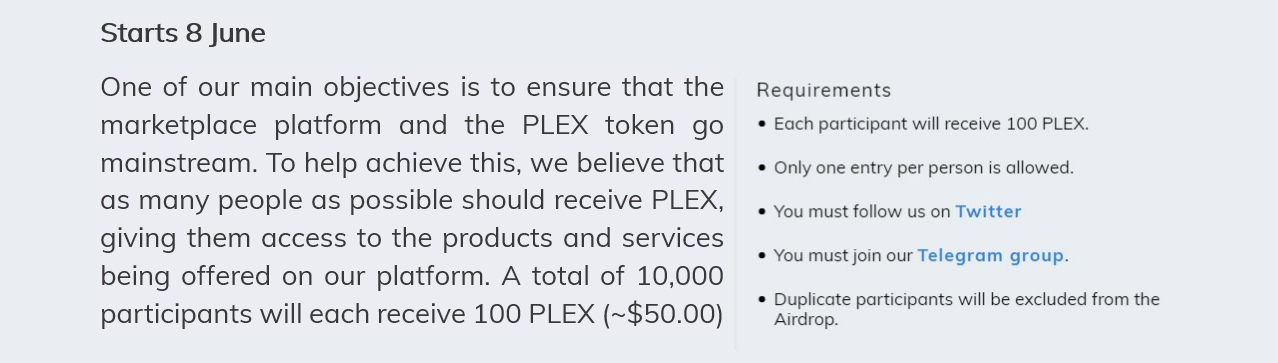 Starts 8 June
One of our main objectives is to ensure that the
marketplace platform and the PLEX token go
mainstream. To help achieve this, we believe that
as many people as possible should receive PLEX,
giving them access to the products and services
being offered on our platform. A total of 10,000
participants will each receive 100 PLEX (~$50.00)
Requirements
• Each participant will receive 100 PLEX.
• Only one entry per person is allowed.
• You must follow us on Twitter
• You must join our Telegram group.
• Duplicate participants will be excluded from the
Airdrop.